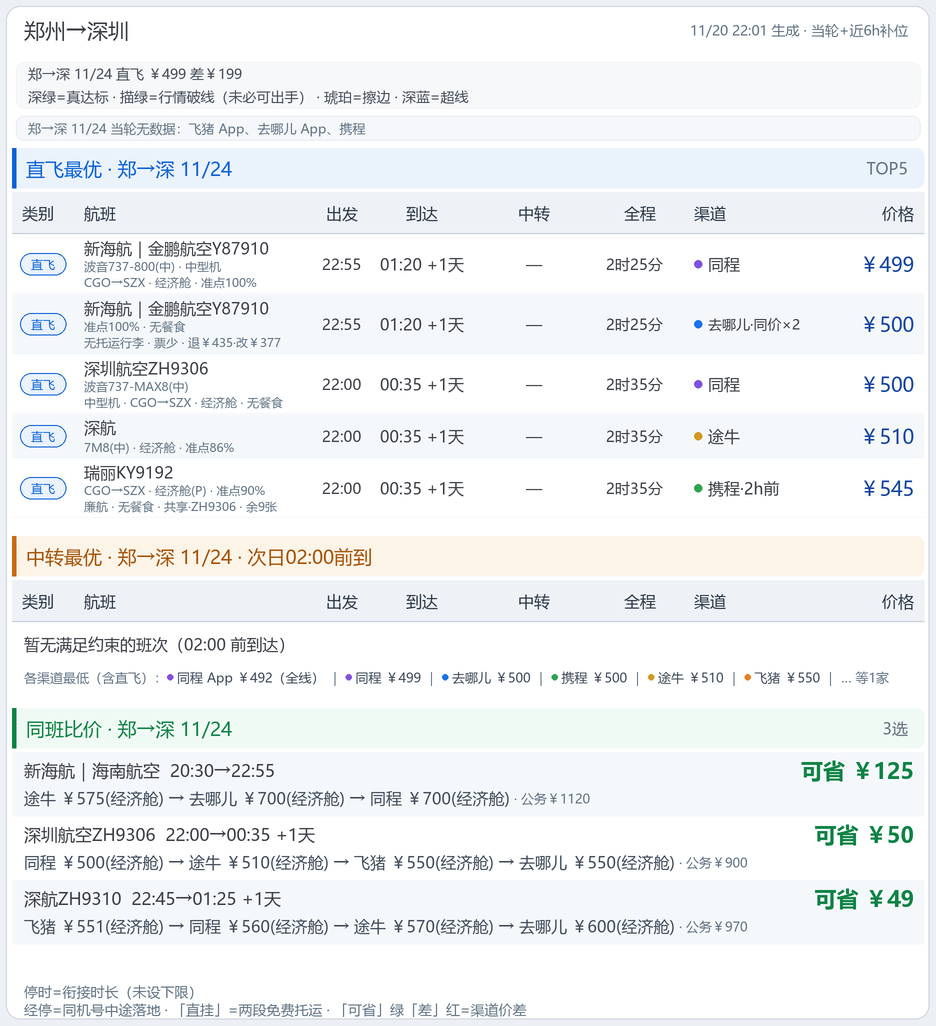 郑州→深圳
11/20 22:01 生成 · 当轮+近6h补位
郑→深 11/24 直飞 ￥499 差￥199
深绿=真达标 · 描绿=行情破线（未必可出手） · 琥珀=擦边 · 深蓝=超线
郑→深 11/24 当轮无数据：飞猪 App、去哪儿 App、携程
直飞最优 · 郑→深 11/24 TOP5
类别 航班 出发 到达 中转 全程 渠道 价格
直飞 新海航｜金鹏航空Y87910 22:55 01:20 +1天 — 2时25分 同程 ￥499
波音737-800(中) · 中型机
CGO→SZX · 经济舱 · 准点100%
直飞 新海航｜金鹏航空Y87910 22:55 01:20 +1天 — 2时25分 去哪儿·同价×2 ￥500
准点100% · 无餐食
无托运行李 · 票少 · 退￥435·改￥377
直飞 深圳航空ZH9306 22:00 00:35 +1天 — 2时35分 同程 ￥500
波音737-MAX8(中)
中型机 · CGO→SZX · 经济舱 · 无餐食
直飞 深航 22:00 00:35 +1天 — 2时35分 途牛 ￥510
7M8(中) · 经济舱 · 准点86%
直飞 瑞丽KY9192 22:00 00:35 +1天 — 2时35分 携程·2h前 ￥545
CGO→SZX · 经济舱(P) · 准点90%
廉航 · 无餐食 · 共享·ZH9306 · 余9张
中转最优 · 郑→深 11/24 · 次日02:00前到
类别 航班 出发 到达 中转 全程 渠道 价格
暂无满足约束的班次（02:00 前到达）
各渠道最低（含直飞）: 同程 App ￥492（全线） | 同程 ￥499 | 去哪儿 ￥500 | 携程 ￥500 | 途牛 ￥510 | 飞猪 ￥550 | … 等1家
同班比价 · 郑→深 11/24 3选
新海航｜海南航空 20:30→22:55 可省 ￥125
途牛 ￥575(经济舱) → 去哪儿 ￥700(经济舱) → 同程 ￥700(经济舱) · 公务￥1120
深圳航空ZH9306 22:00→00:35 +1天 可省 ￥50
同程 ￥500(经济舱) → 途牛 ￥510(经济舱) → 飞猪 ￥550(经济舱) → 去哪儿 ￥550(经济舱) · 公务￥900
深航ZH9310 22:45→01:25 +1天 可省 ￥49
飞猪 ￥551(经济舱) → 同程 ￥560(经济舱) → 途牛 ￥570(经济舱) → 去哪儿 ￥600(经济舱) · 公务￥970
停时=衔接时长（未设下限）
经停=同机号中途落地 · 「直挂」=两段免费托运 · 「可省」绿「差」红=渠道价差